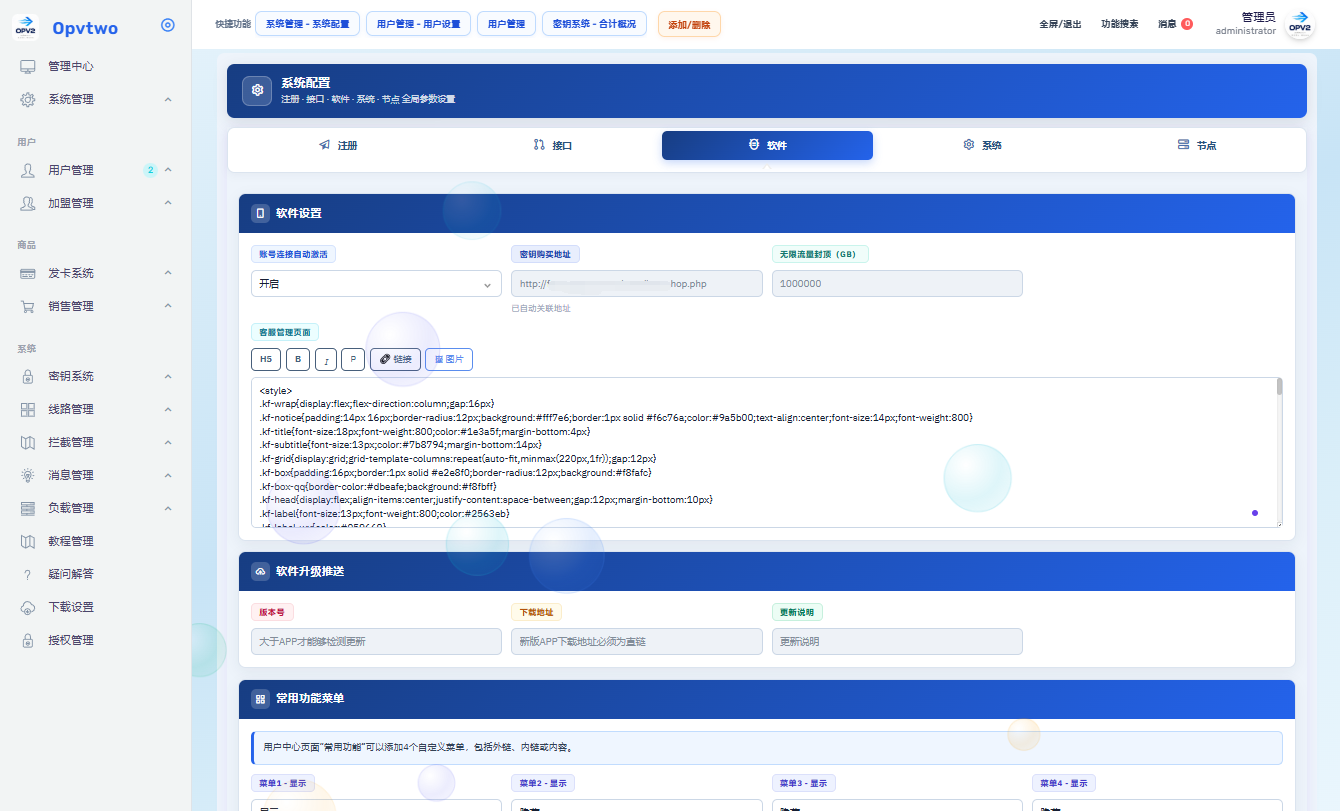 OPV2
Opvtwo
管理中心
系统管理
用户
用户管理
2
加盟管理
商品
发卡系统
销售管理
系统
密钥系统
线路管理
拦截管理
消息管理
负载管理
教程管理
疑问解答
下载设置
授权管理
快捷功能
系统管理 - 系统配置
用户管理 - 用户设置
用户管理
密钥系统 - 合计概况
添加/删除
全屏/退出
功能搜索
消息
0
管理员
administrator
OPV2
系统配置
注册 · 接口 · 软件 · 系统 · 节点 全局参数设置
注册
接口
软件
系统
节点
软件设置
账号连接自动激活
密钥购买地址
无限流量封顶（GB）
开启
http://
hop.php
1000000
已自动关联地址
客服管理页面
H5
B
I
P
链接
图片
<style>
.kf-wrap{display:flex;flex-direction:column;gap:16px}
.kf-notice{padding:14px 16px;border-radius:12px;background:#fff7e6;border:1px solid #f6c76a;color:#9a5b00;text-align:center;font-size:14px;font-weight:800}
.kf-title{font-size:18px;font-weight:800;color:#1e3a5f;margin-bottom:4px}
.kf-subtitle{font-size:13px;color:#7b8794;margin-bottom:14px}
.kf-grid{display:grid;grid-template-columns:repeat(auto-fit,minmax(220px,1fr));gap:12px}
.kf-box{padding:16px;border:1px solid #e2e8f0;border-radius:12px;background:#f8fafc}
.kf-box-qq{border-color:#dbeafe;background:#f8fbff}
.kf-head{display:flex;align-items:center;justify-content:space-between;gap:12px;margin-bottom:10px}
.kf-label{font-size:13px;font-weight:800;color:#2563eb}
软件升级推送
版本号
下载地址
更新说明
大于APP才能够检测更新
新版APP下载地址必须为直链
更新说明
常用功能菜单
用户中心页面“常用功能”可以添加4个自定义菜单，包括外链、内链或内容。
菜单1 - 显示
菜单2 - 显示
菜单3 - 显示
菜单4 - 显示